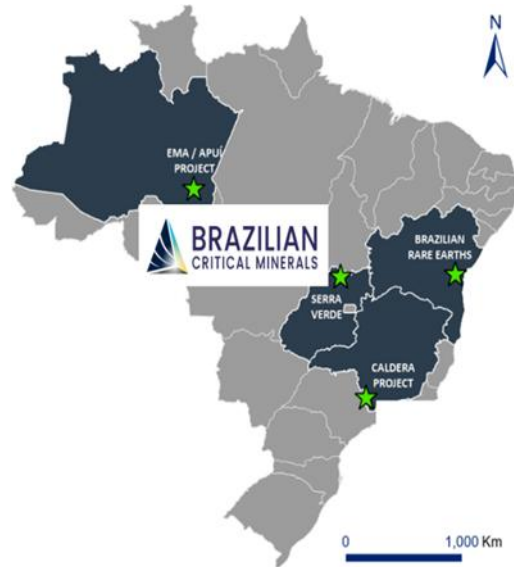 N
EMA / APUÍ
PROJECT
BRAZILIAN
CRITICAL MINERALS
BRAZILIAN
RARE EARTHS
SERRA
VERDE
CALDERA
PROJECT
0 1,000 Km